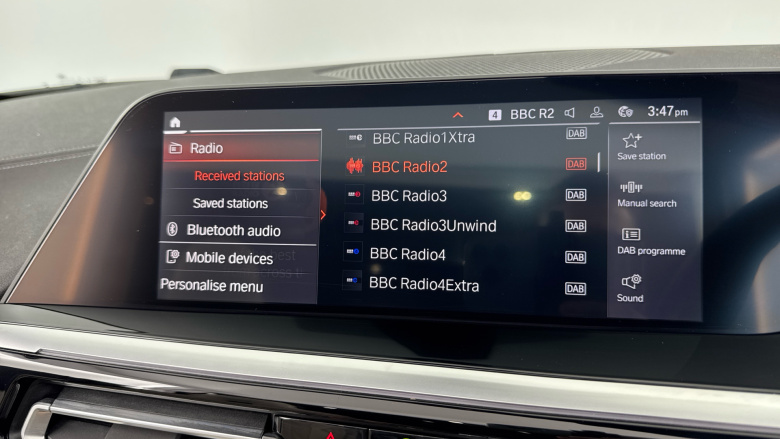 4 BBC R2 3:47pm
Radio
Received stations
Saved stations
Bluetooth audio
Mobile devices
Personalise menu
BBC Radio1Xtra DAB
BBC Radio2 DAB
BBC Radio3 DAB
BBC Radio3Unwind DAB
BBC Radio4 DAB
BBC Radio4Extra DAB
Save station
Manual search
DAB programme
Sound